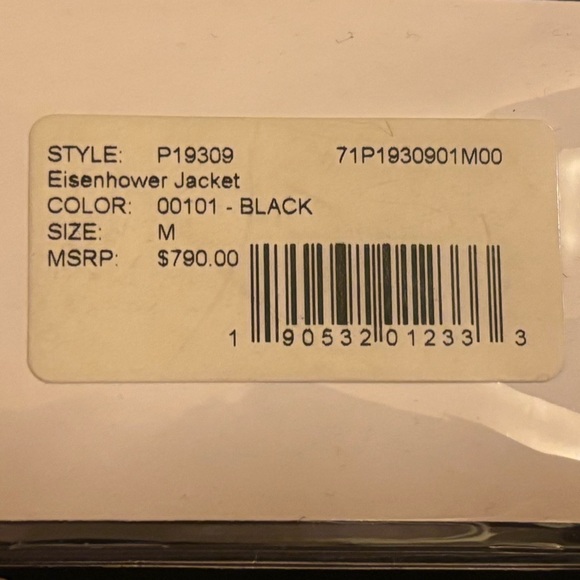 STYLE: P19309 71P1930901M00
Eisenhower Jacket
COLOR: 00101 - BLACK
SIZE: M
MSRP: $790.00
1 90532 01233 3